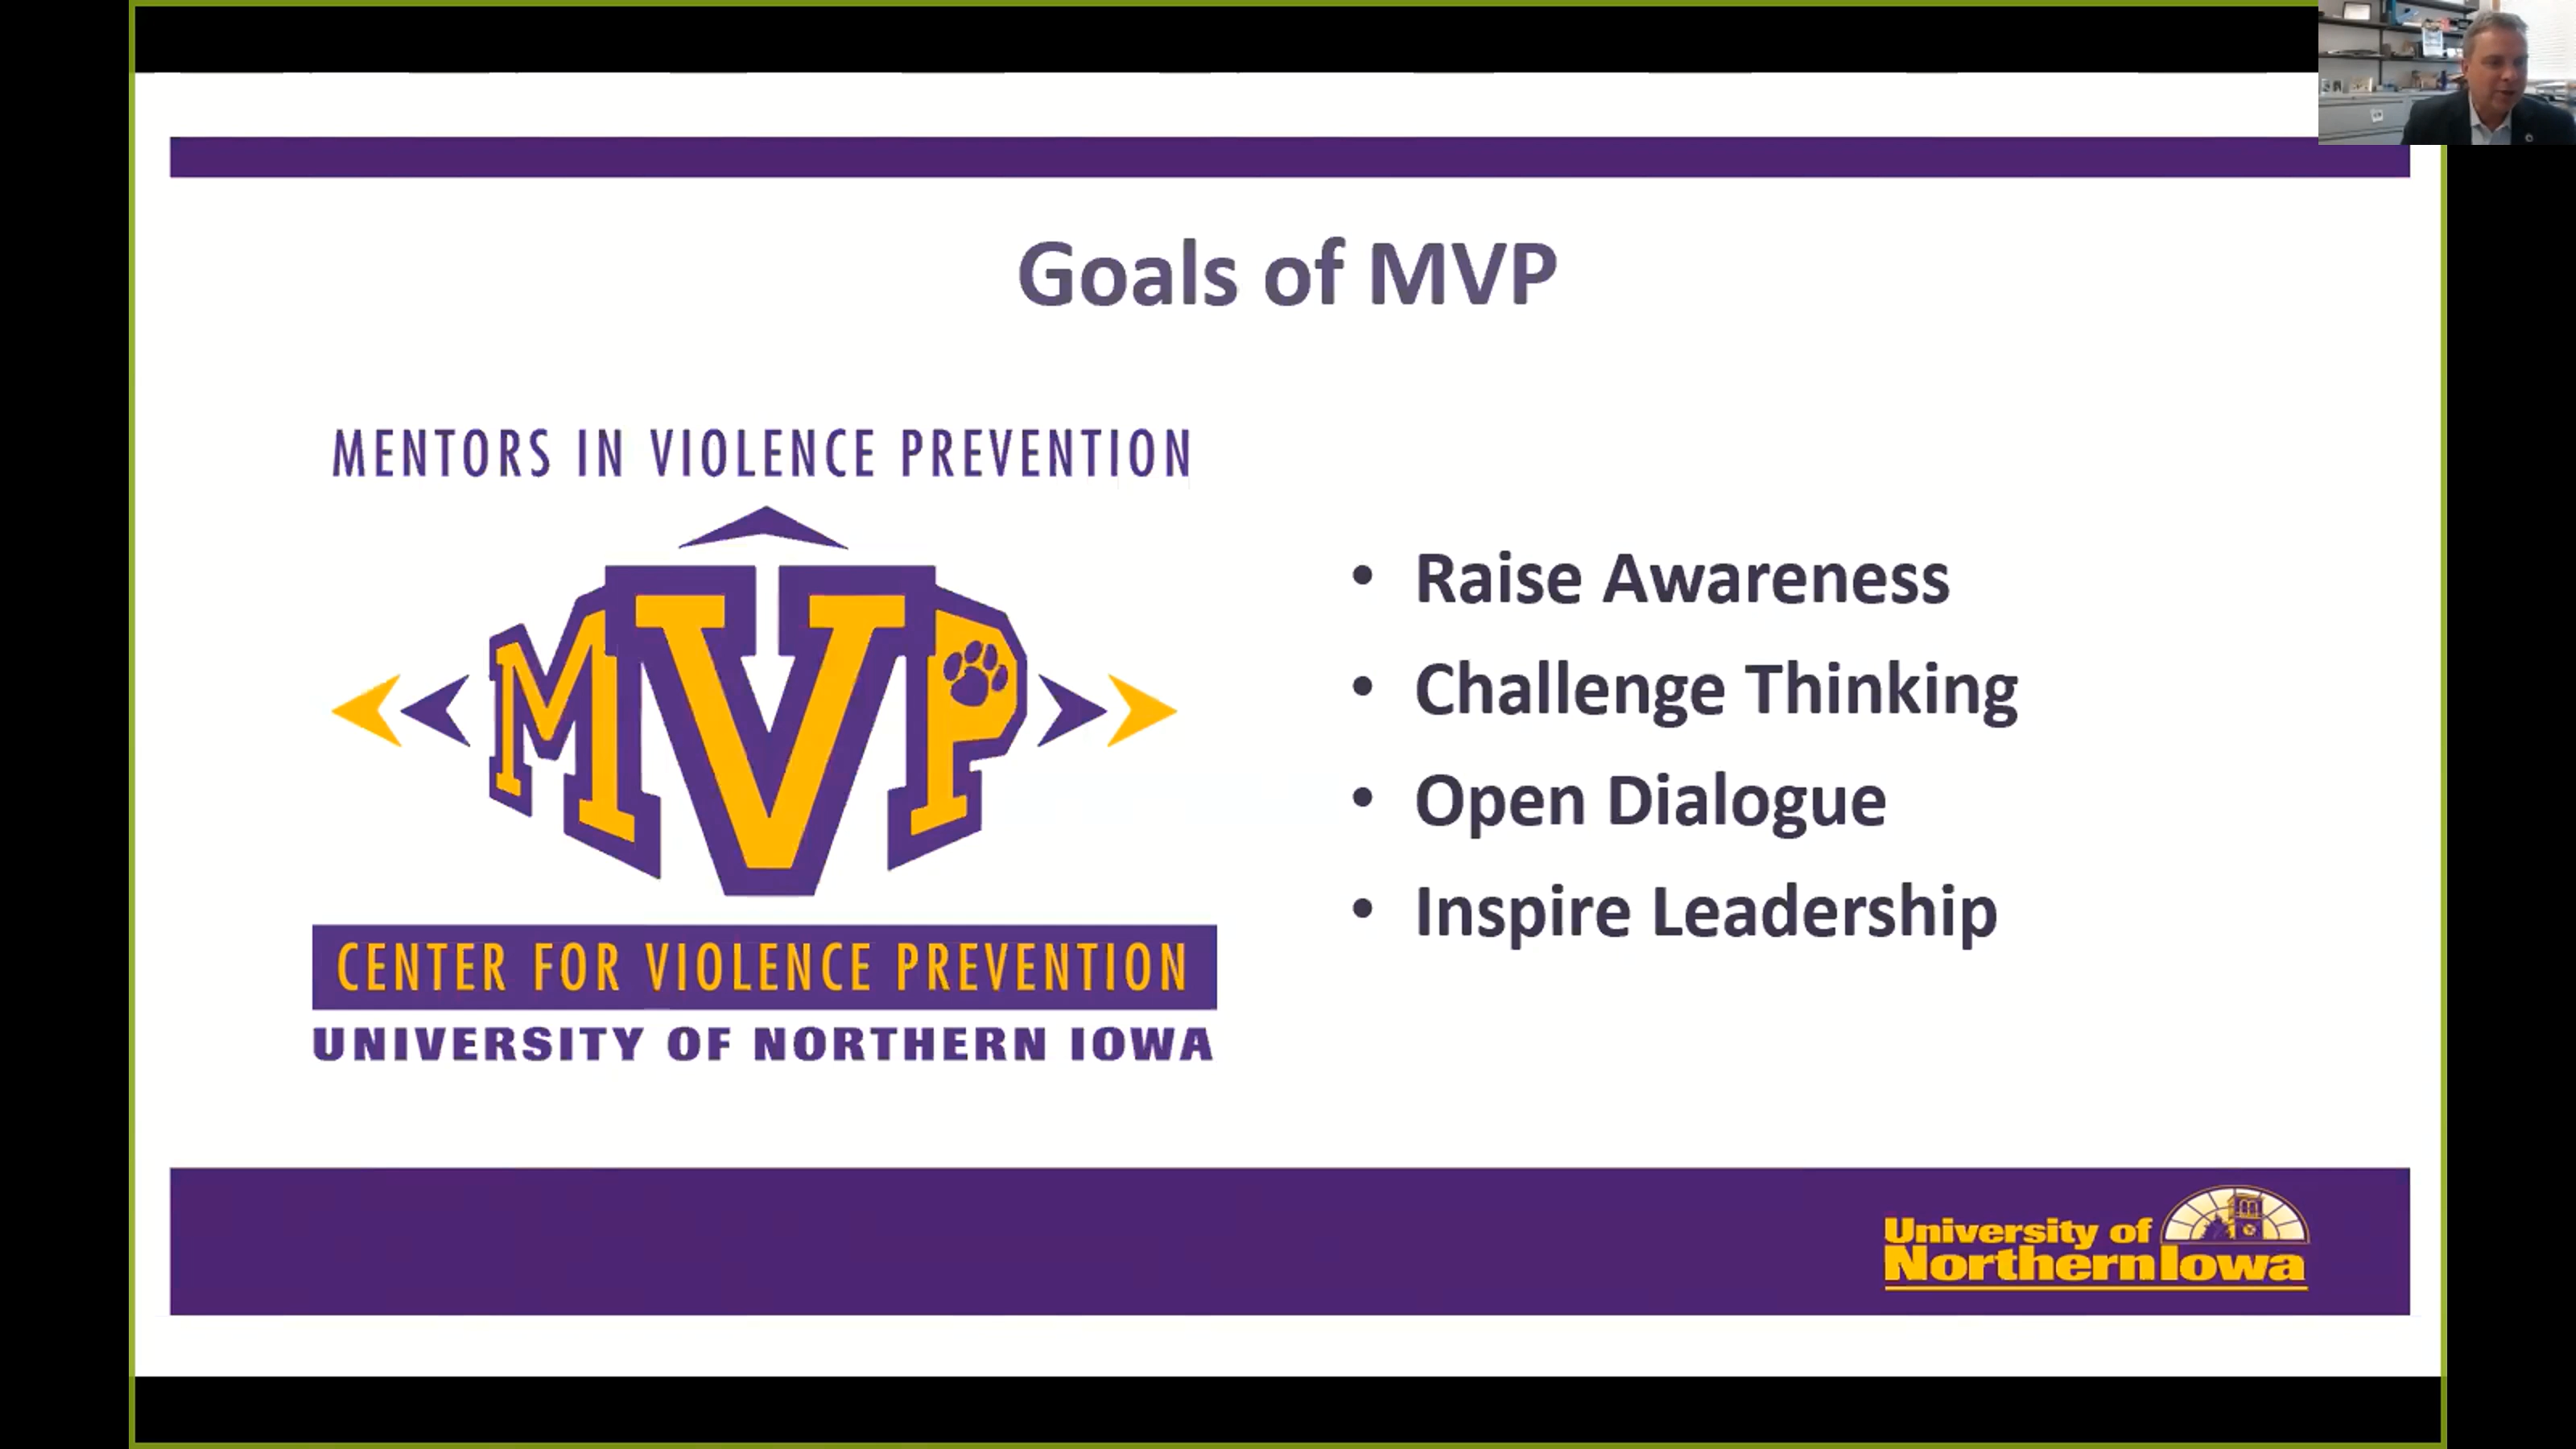 Goals of MVP
MENTORS IN VIOLENCE PREVENTION
MVP
CENTER FOR VIOLENCE PREVENTION
UNIVERSITY OF NORTHERN IOWA
• Raise Awareness
• Challenge Thinking
• Open Dialogue
• Inspire Leadership
University of
Northern Iowa